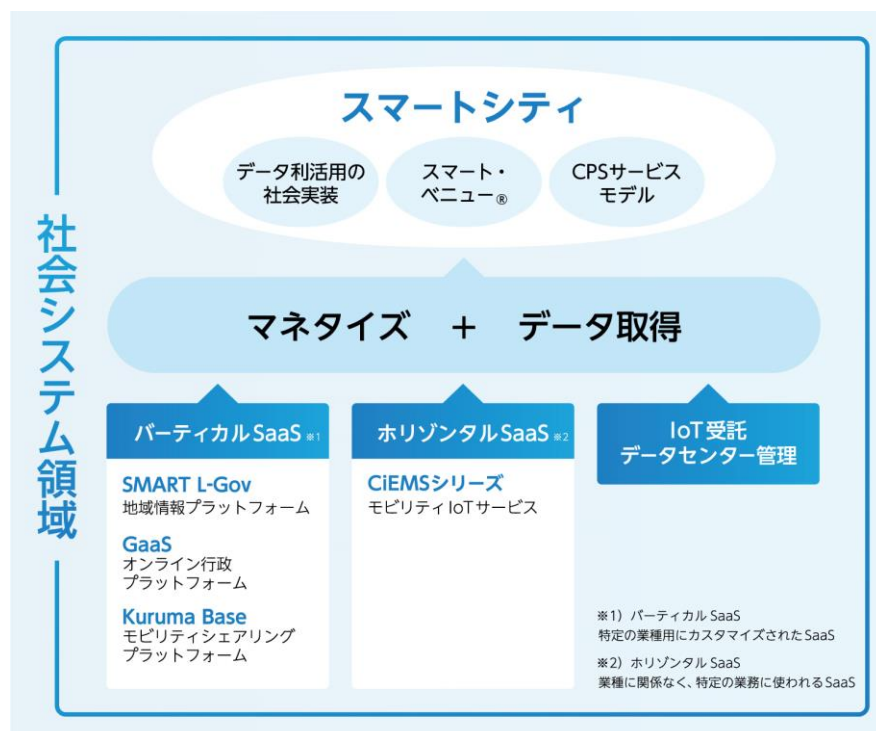 社会システム領域
スマートシティ
データ利活用の
社会実装
スマート・
ベニュー®
CPSサービス
モデル
マネタイズ + データ取得
バーティカルSaaS ※1
SMART L-Gov
地域情報プラットフォーム
GaaS
オンライン行政
プラットフォーム
Kuruma Base
モビリティシェアリング
プラットフォーム
ホリゾンタルSaaS ※2
CiEMSシリーズ
モビリティIoTサービス
IoT受託
データセンター管理
※1) バーティカルSaaS
特定の業種用にカスタマイズされたSaaS
※2) ホリゾンタルSaaS
業種に関係なく、特定の業務に使われるSaaS